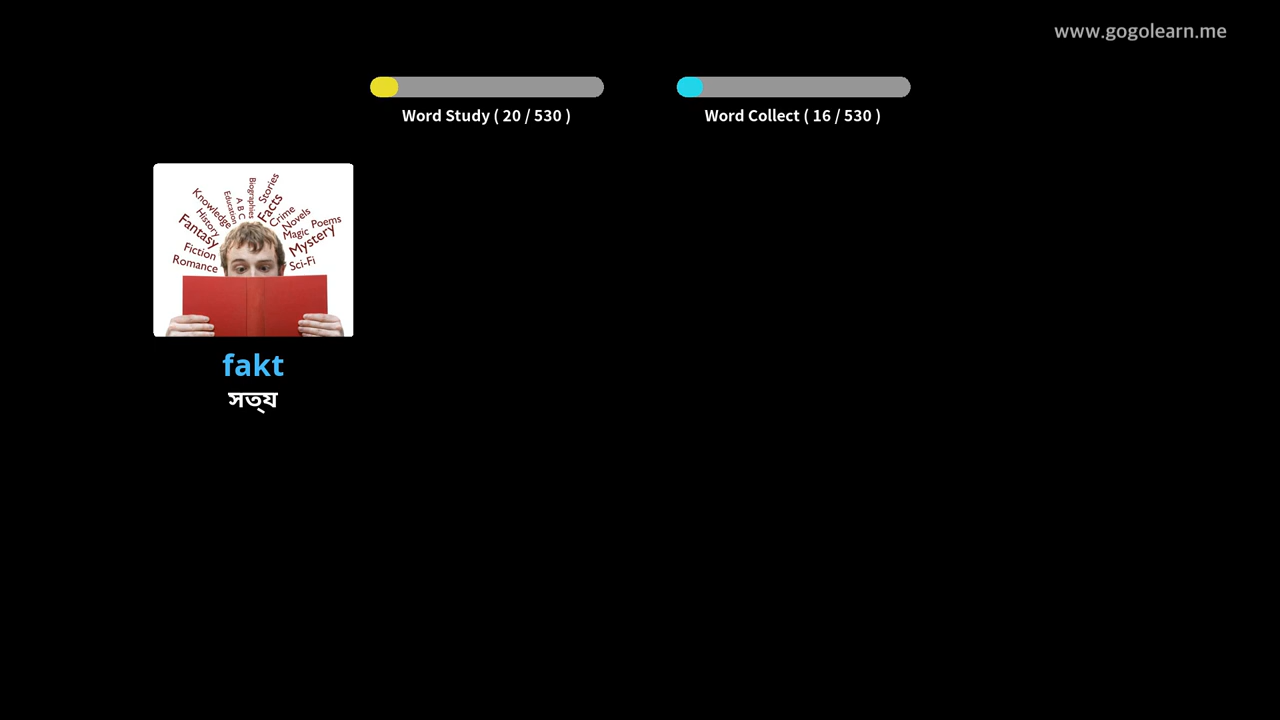 www.gogolearn.me
Word Study ( 20 / 530 )
Word Collect ( 16 / 530 )
Knowledge
History
Fantasy
Fiction
Romance
Education
A B C
Biographies
Stories
Facts
Crime
Novels
Magic
Poems
Mystery
Sci-Fi
fakt
সত্য